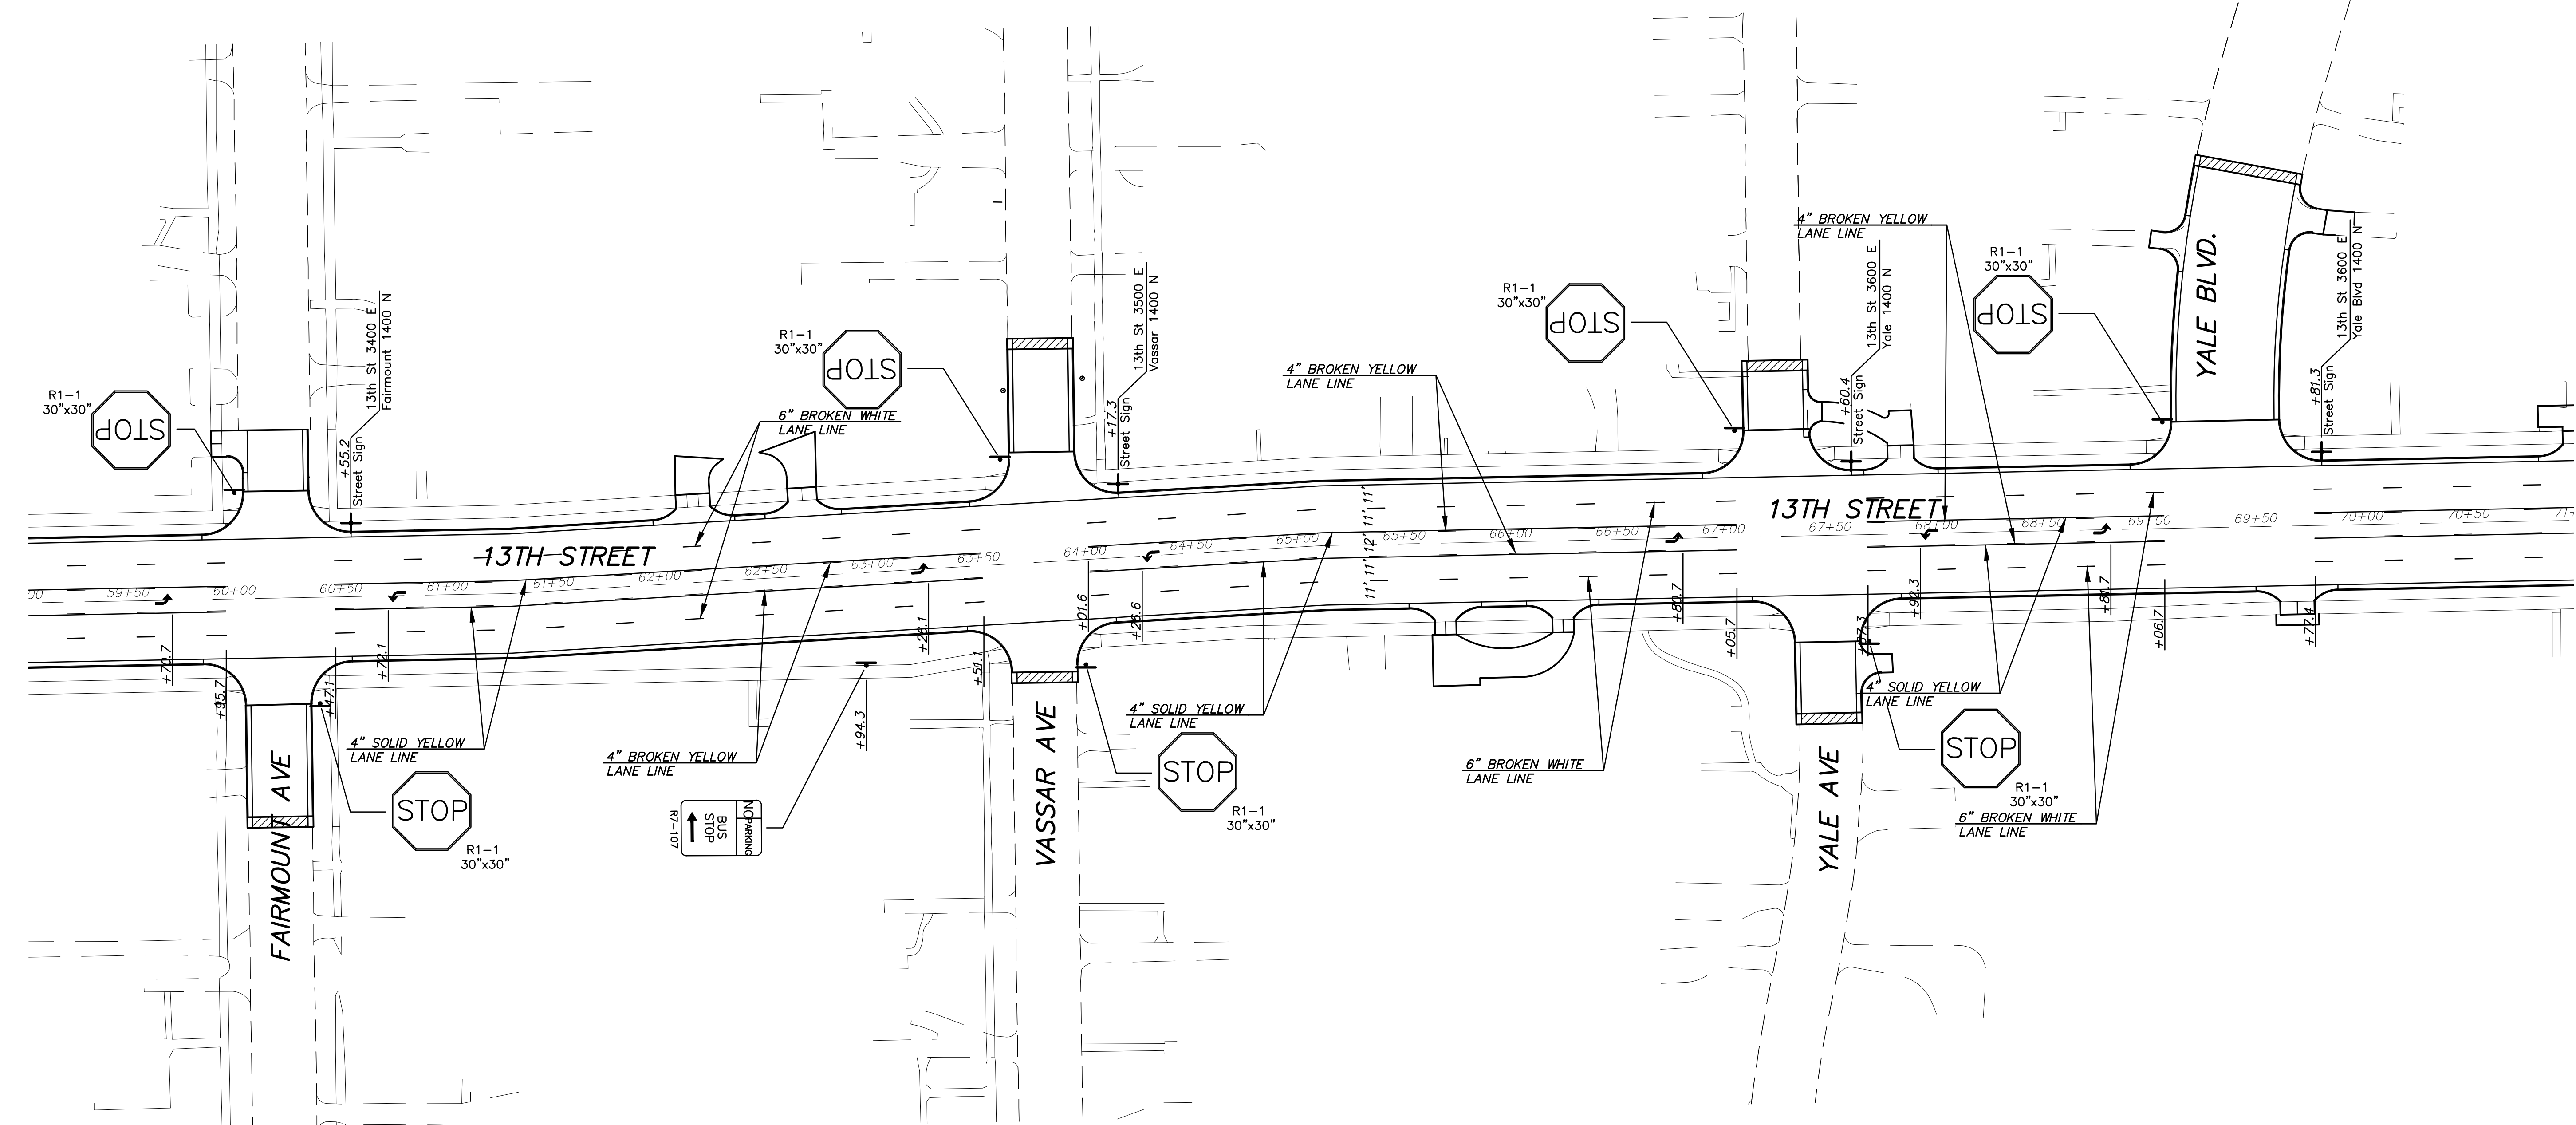 13th St 3400 E
Fairmount 1400 N
+55.2
Street Sign
R1-1
30"x30"
STOP
R1-1
30"x30"
STOP
6" BROKEN WHITE
LANE LINE
13th St 3500 E
Vassar 1400 N
+17.3
Street Sign
4" BROKEN YELLOW
LANE LINE
R1-1
30"x30"
STOP
4" BROKEN YELLOW
LANE LINE
13th St 3600 E
Yale 1400 N
+60.4
Street Sign
R1-1
30"x30"
STOP
YALE BLVD.
13th St 3600 E
Yale Blvd 1400 N
+81.3
Street Sign
13TH STREET
13TH STREET
11' 11' 12' 11' 11'
00
59+50
60+00
60+50
61+00
61+50
62+00
62+50
63+00
63+50
64+00
64+50
65+00
65+50
66+00
66+50
67+00
67+50
68+00
68+50
69+00
69+50
70+00
70+50
71+
+70.7
+95.7
+47.1
+72.1
+94.3
+26.1
+51.1
+01.6
+26.6
+80.7
+05.7
+67.3
+92.3
+81.7
+06.7
+77.4
4" SOLID YELLOW
LANE LINE
STOP
R1-1
30"x30"
FAIRMOUNT AVE
4" BROKEN YELLOW
LANE LINE
NO
PARKING
BUS
STOP
R7-107
VASSAR AVE
4" SOLID YELLOW
LANE LINE
STOP
R1-1
30"x30"
6" BROKEN WHITE
LANE LINE
YALE AVE
4" SOLID YELLOW
LANE LINE
STOP
R1-1
30"x30"
6" BROKEN WHITE
LANE LINE